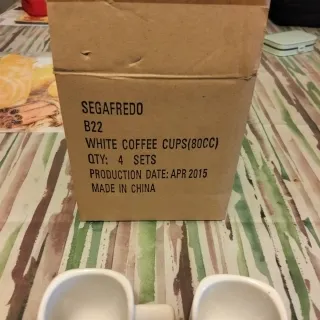 SEGAFREDO
B22
WHITE COFFEE CUPS(80CC)
QTY: 4 SETS
PRODUCTION DATE: APR 2015
MADE IN CHINA